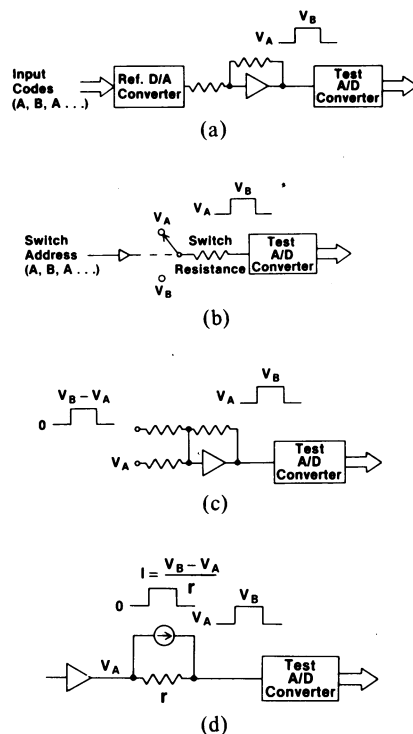 V_B
V_A
Input
Codes
(A, B, A . . .)
Ref. D/A
Converter
Test
A/D
Converter
(a)
V_B
V_A
V_A
Switch
Address
(A, B, A . . .)
Switch
Resistance
V_B
Test
A/D
Converter
(b)
V_B – V_A
0
V_B
V_A
V_A
Test
A/D
Converter
(c)
I = V_B – V_A
r
0
V_B
V_A
V_A
r
Test
A/D
Converter
(d)